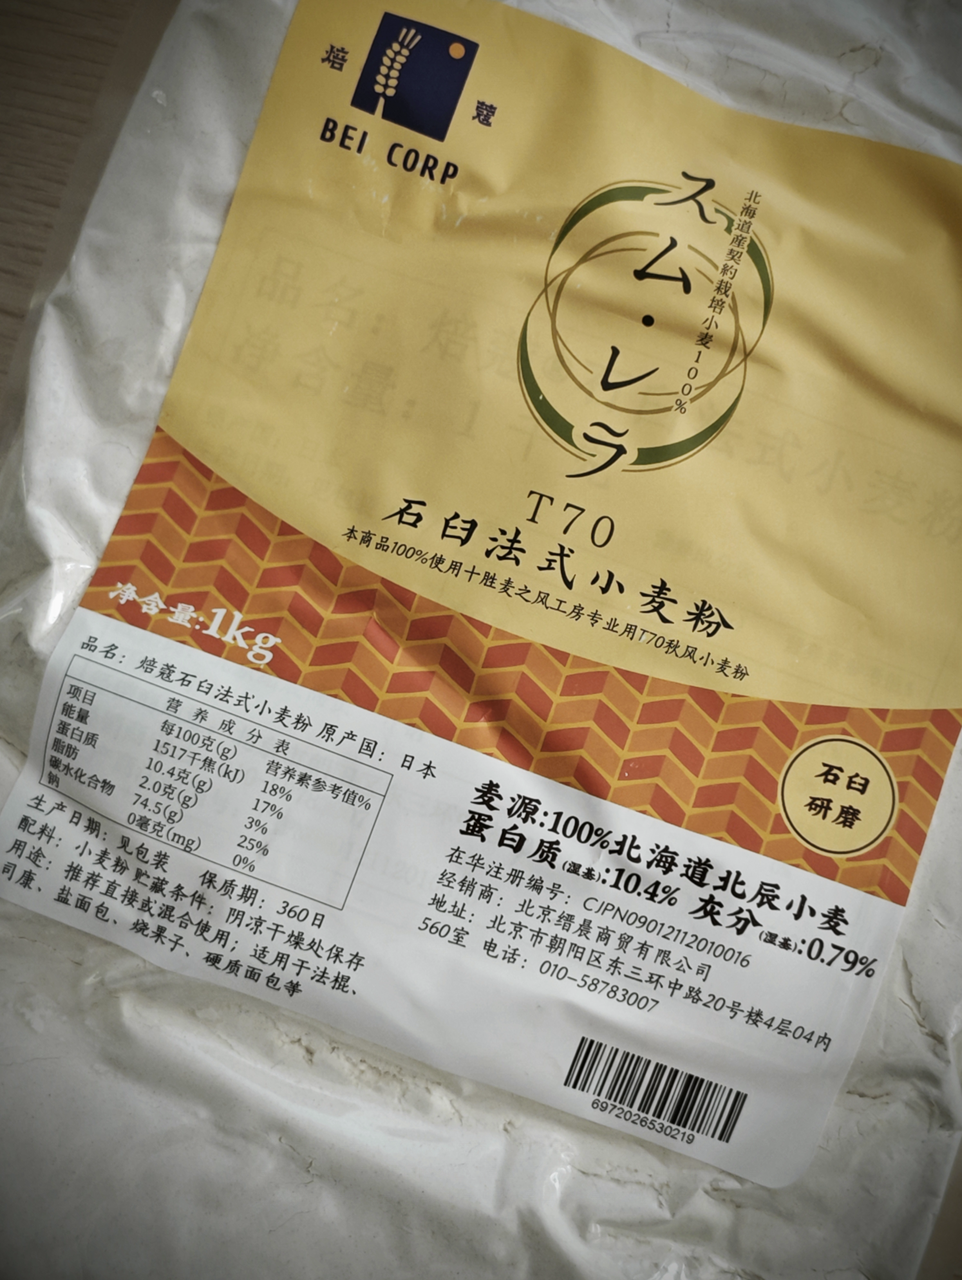 焙
蔻
BEI CORP
スム・レラ
北海道産契約栽培小麦100%
T70
石臼法式小麦粉
本商品100%使用十胜麦之风工房专业用T70秋风小麦粉
净含量:1kg
石臼
研磨
品名：焙蔻石臼法式小麦粉 原产国：日本
营养成分表
项目 每100克(g) 营养素参考值%
能量 1517千焦(kJ) 18%
蛋白质 10.4克(g) 17%
脂肪 2.0克(g) 3%
碳水化合物 74.5(g) 25%
钠 0毫克(mg) 0%
生产日期：见包装 保质期：360日
配料：小麦粉 贮藏条件：阴凉干燥处保存
用途：推荐直接或混合使用；适用于法棍、
司康、盐面包、烧果子、硬质面包等
麦源:100%北海道北辰小麦
蛋白质(湿基):10.4% 灰分(湿基):0.79%
在华注册编号：CJPN09012112010016
经销商：北京缙晨商贸有限公司
地址：北京市朝阳区东三环中路20号楼4层04内
560室 电话：010-58783007
6972026530219